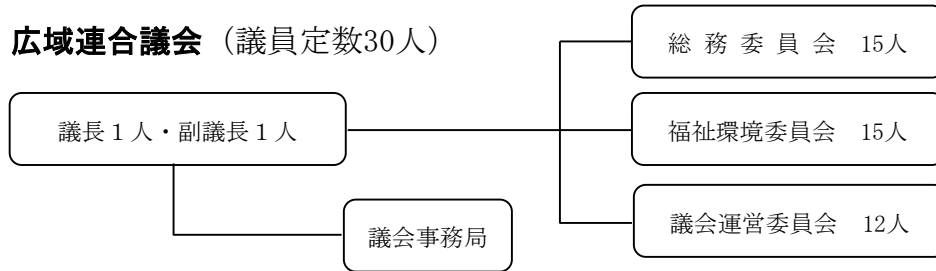 広域連合議会（議員定数30人）
総 務 委 員 会　15人
議長１人・副議長１人
福祉環境委員会　15人
議会運営委員会　12人
議会事務局